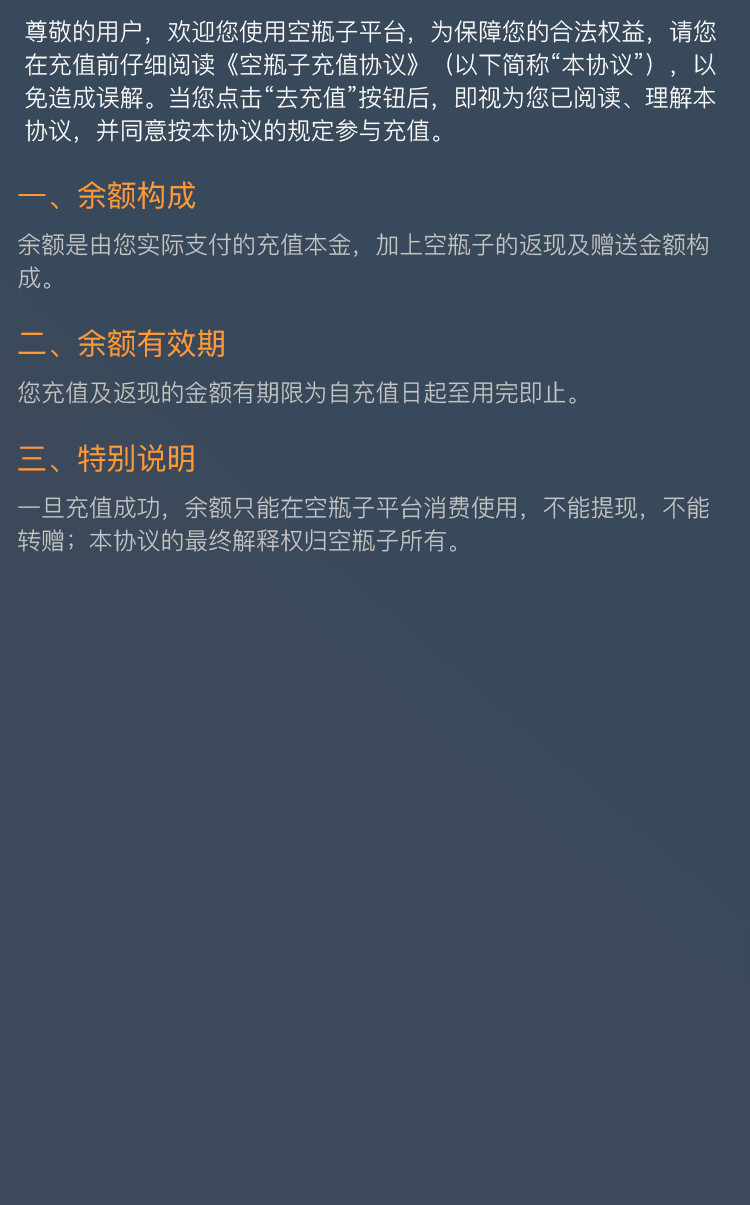 尊敬的用户，欢迎您使用空瓶子平台，为保障您的合法权益，请您
在充值前仔细阅读《空瓶子充值协议》（以下简称“本协议”），以
免造成误解。当您点击“去充值”按钮后，即视为您已阅读、理解本
协议，并同意按本协议的规定参与充值。
一、余额构成
余额是由您实际支付的充值本金，加上空瓶子的返现及赠送金额构
成。
二、余额有效期
您充值及返现的金额有期限为自充值日起至用完即止。
三、特别说明
一旦充值成功，余额只能在空瓶子平台消费使用，不能提现，不能
转赠；本协议的最终解释权归空瓶子所有。